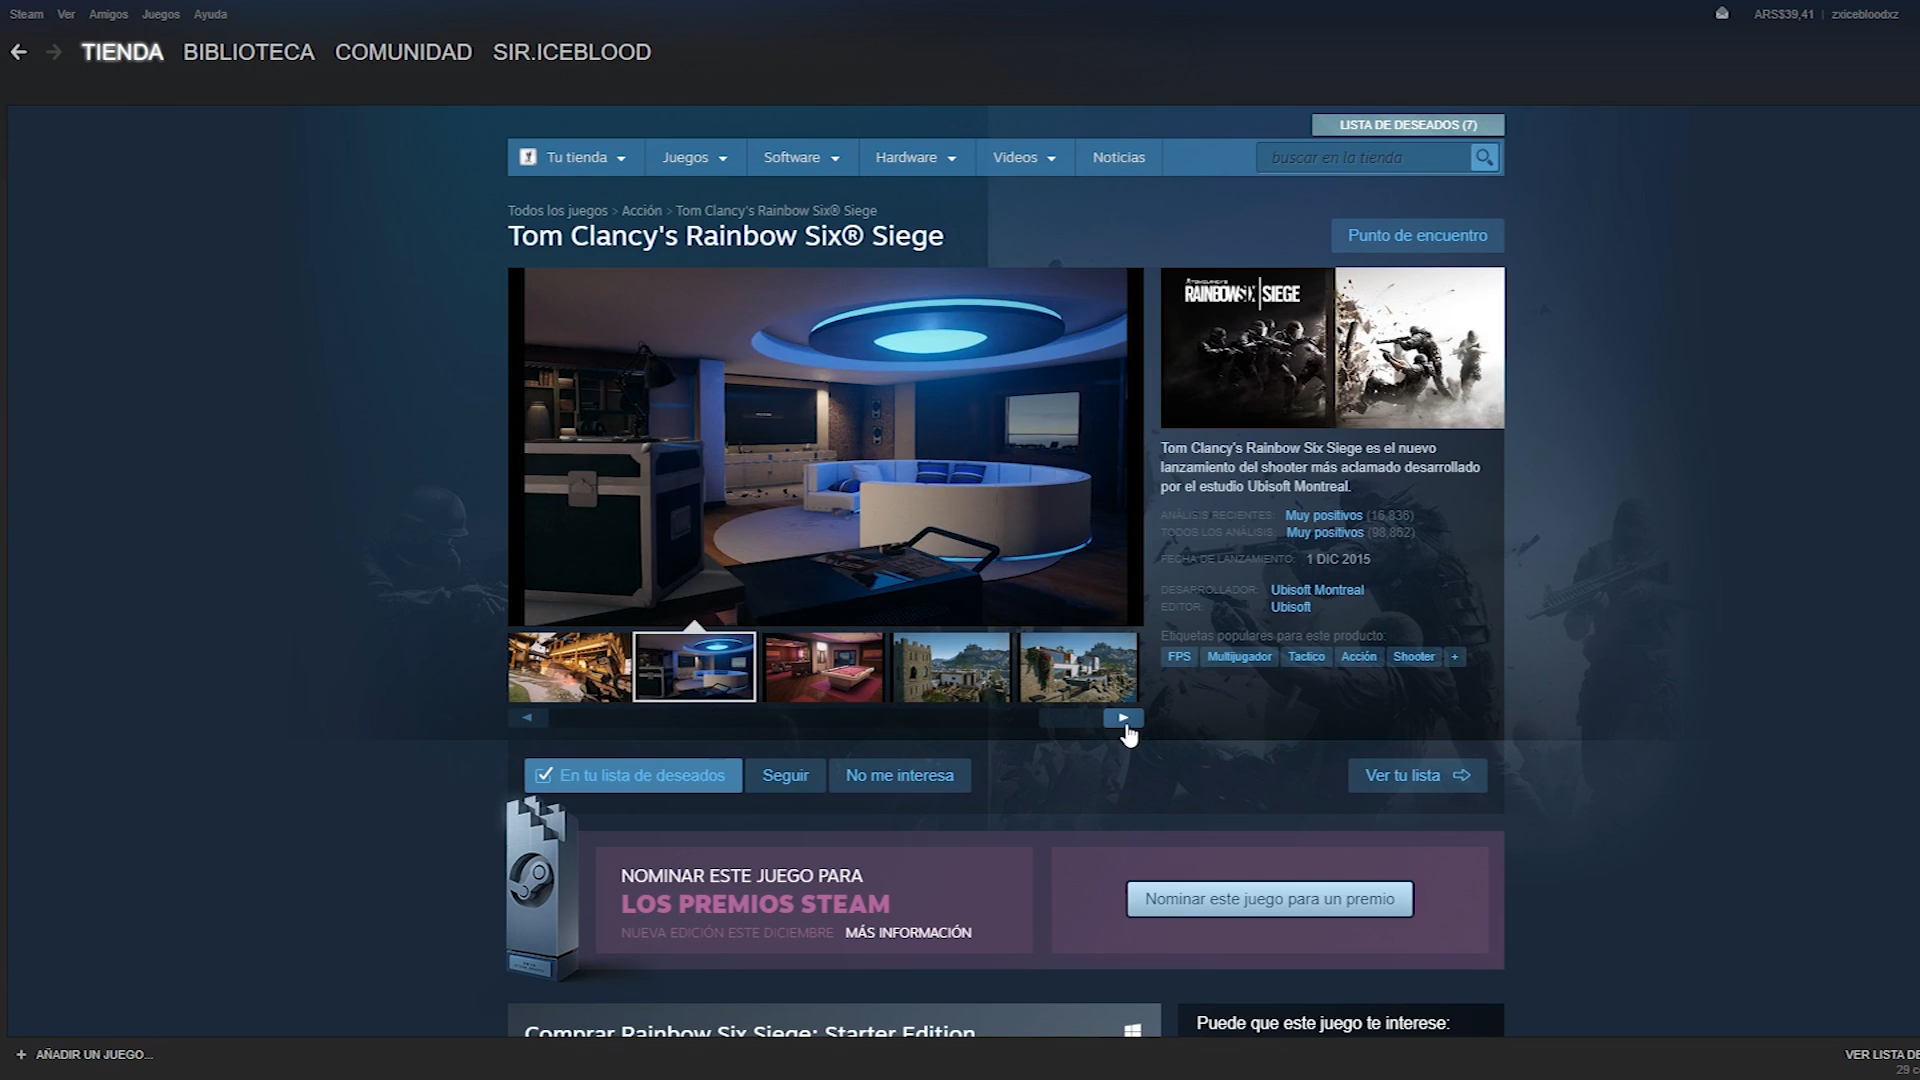 Steam Ver Amigos Juegos Ayuda
ARS$39,41 | zxicebloodxz
TIENDA BIBLIOTECA COMUNIDAD SIR.ICEBLOOD
LISTA DE DESEADOS (7)
Tu tienda Juegos Software Hardware Videos Noticias
buscar en la tienda
Todos los juegos > Acción > Tom Clancy's Rainbow Six® Siege
Tom Clancy's Rainbow Six® Siege
Punto de encuentro
RAINBOW SIX | SIEGE
Tom Clancy's Rainbow Six Siege es el nuevo
lanzamiento del shooter más aclamado desarrollado
por el estudio Ubisoft Montreal.
ANÁLISIS RECIENTES: Muy positivos (16,836)
TODOS LOS ANÁLISIS: Muy positivos (98,862)
FECHA DE LANZAMIENTO: 1 DIC 2015
DESARROLLADOR: Ubisoft Montreal
EDITOR: Ubisoft
Etiquetas populares para este producto:
FPS Multijugador Tactico Acción Shooter +
En tu lista de deseados Seguir No me interesa
Ver tu lista
NOMINAR ESTE JUEGO PARA
LOS PREMIOS STEAM
NUEVA EDICIÓN ESTE DICIEMBRE MÁS INFORMACIÓN
Nominar este juego para un premio
Comprar Rainbow Six Siege: Starter Edition
Puede que este juego te interese:
+ AÑADIR UN JUEGO...
VER LISTA DE
29 c